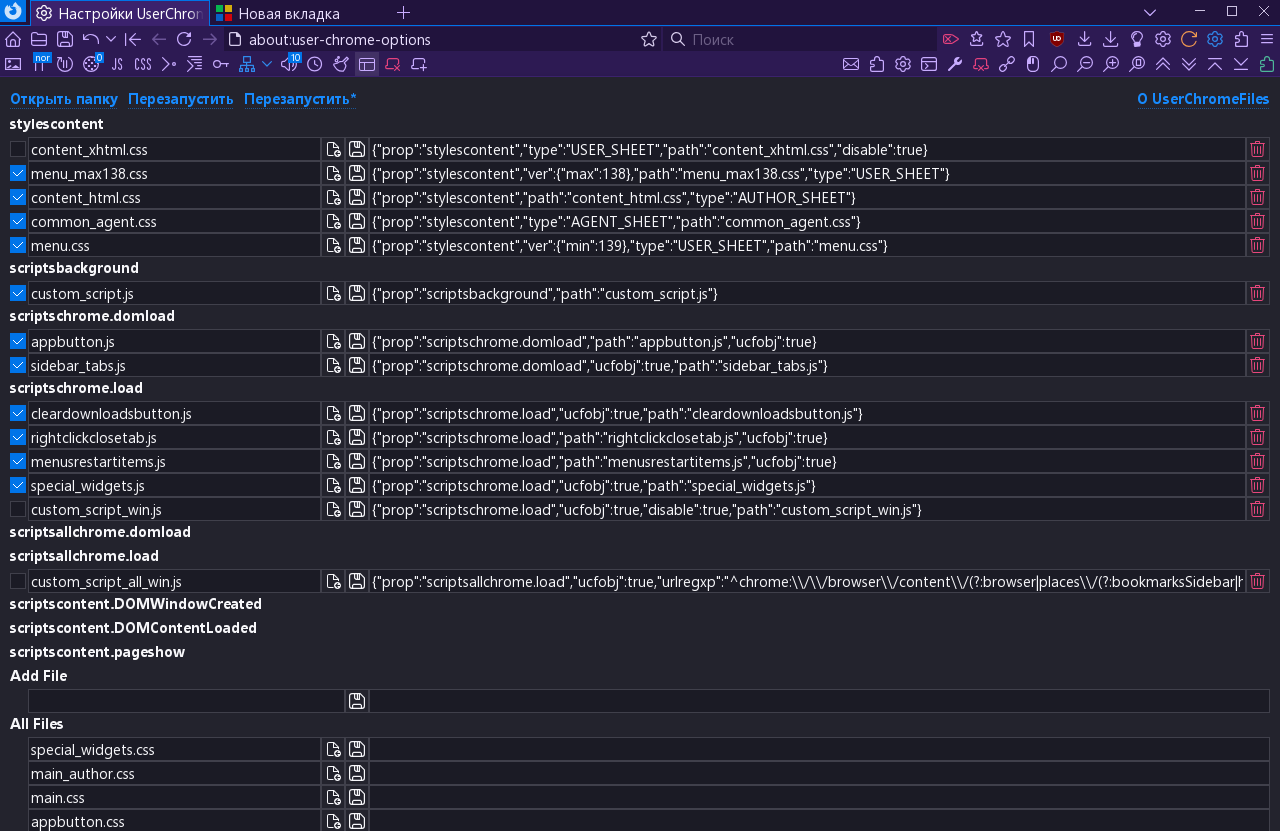 Настройки UserChron
Новая вкладка
about:user-chrome-options
Поиск
nor
0
JS
CSS
10
Открыть папку Перезапустить Перезапустить* О UserChromeFiles
stylescontent
content_xhtml.css {"prop":"stylescontent","type":"USER_SHEET","path":"content_xhtml.css","disable":true}
menu_max138.css {"prop":"stylescontent","ver":{"max":138},"path":"menu_max138.css","type":"USER_SHEET"}
content_html.css {"prop":"stylescontent","path":"content_html.css","type":"AUTHOR_SHEET"}
common_agent.css {"prop":"stylescontent","type":"AGENT_SHEET","path":"common_agent.css"}
menu.css {"prop":"stylescontent","ver":{"min":139},"type":"USER_SHEET","path":"menu.css"}
scriptsbackground
custom_script.js {"prop":"scriptsbackground","path":"custom_script.js"}
scriptschrome.domload
appbutton.js {"prop":"scriptschrome.domload","path":"appbutton.js","ucfobj":true}
sidebar_tabs.js {"prop":"scriptschrome.domload","ucfobj":true,"path":"sidebar_tabs.js"}
scriptschrome.load
cleardownloadsbutton.js {"prop":"scriptschrome.load","ucfobj":true,"path":"cleardownloadsbutton.js"}
rightclickclosetab.js {"prop":"scriptschrome.load","path":"rightclickclosetab.js","ucfobj":true}
menusrestartitems.js {"prop":"scriptschrome.load","path":"menusrestartitems.js","ucfobj":true}
special_widgets.js {"prop":"scriptschrome.load","ucfobj":true,"path":"special_widgets.js"}
custom_script_win.js {"prop":"scriptschrome.load","ucfobj":true,"disable":true,"path":"custom_script_win.js"}
scriptsallchrome.domload
scriptsallchrome.load
custom_script_all_win.js {"prop":"scriptsallchrome.load","ucfobj":true,"urlregxp":"^chrome:\\/\\/browser\\/content\\/(?:browser|places\\/(?:bookmarksSidebar|h
scriptscontent.DOMWindowCreated
scriptscontent.DOMContentLoaded
scriptscontent.pageshow
Add File
All Files
special_widgets.css
main_author.css
main.css
appbutton.css